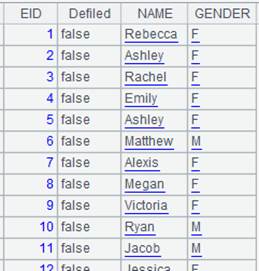 EID Defiled NAME GENDER
1 false Rebecca F
2 false Ashley F
3 false Rachel F
4 false Emily F
5 false Ashley F
6 false Matthew M
7 false Alexis F
8 false Megan F
9 false Victoria F
10 false Ryan M
11 false Jacob M
12 false Jessica F